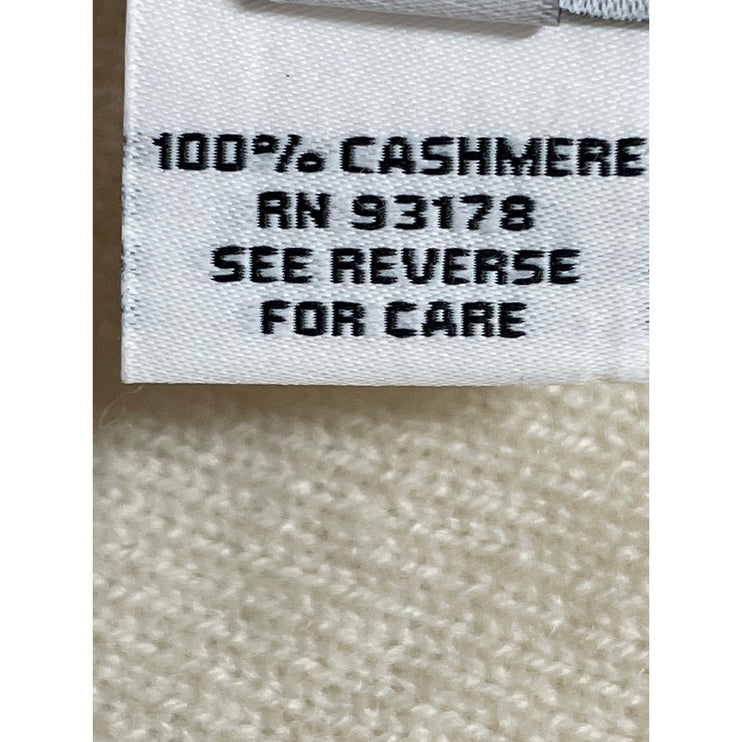 100% CASHMERE
RN 93178
SEE REVERSE
FOR CARE